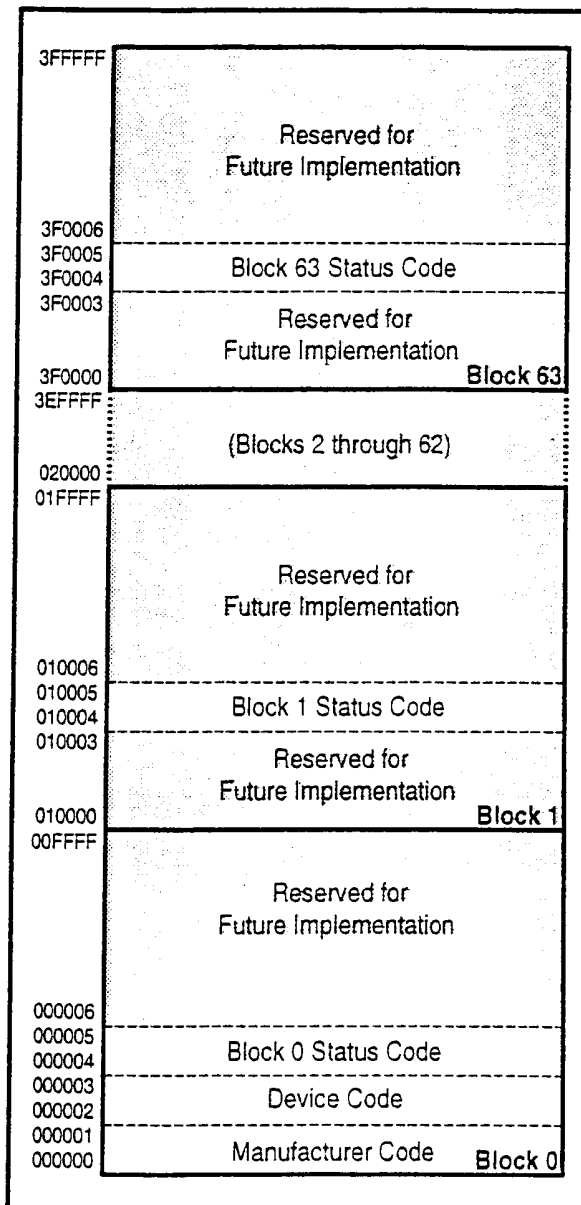 3FFFFF
Reserved for
Future Implementation
3F0006
3F0005
Block 63 Status Code
3F0004
3F0003
Reserved for
Future Implementation
3F0000
Block 63
3EFFFF
(Blocks 2 through 62)
020000
01FFFF
Reserved for
Future Implementation
010006
010005
Block 1 Status Code
010004
010003
Reserved for
Future Implementation
010000
Block 1
00FFFF
Reserved for
Future Implementation
000006
000005
Block 0 Status Code
000004
000003
Device Code
000002
000001
Manufacturer Code
000000
Block 0